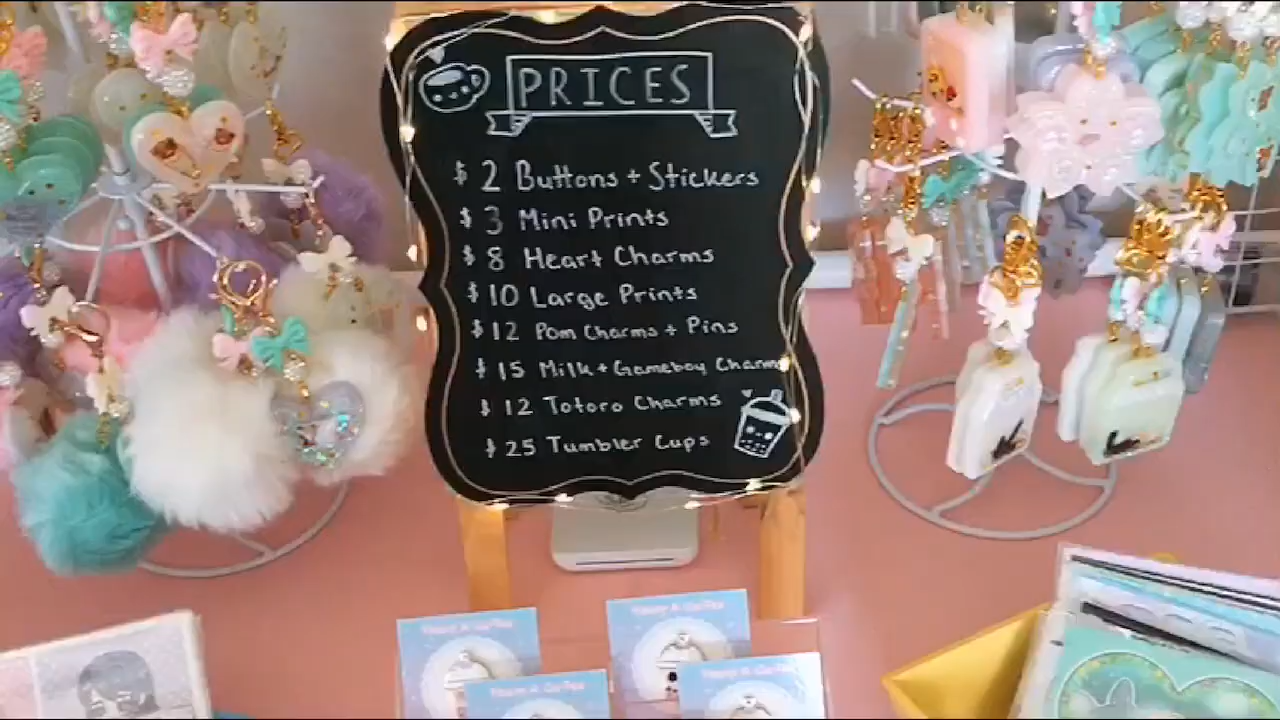 PRICES
$ 2 Buttons + Stickers
$ 3 Mini Prints
$ 8 Heart Charms
$ 10 Large Prints
$ 12 Pom Charms + Pins
$ 15 Milk + Gameboy Charms
$ 12 Totoro Charms
$ 25 Tumbler Cups